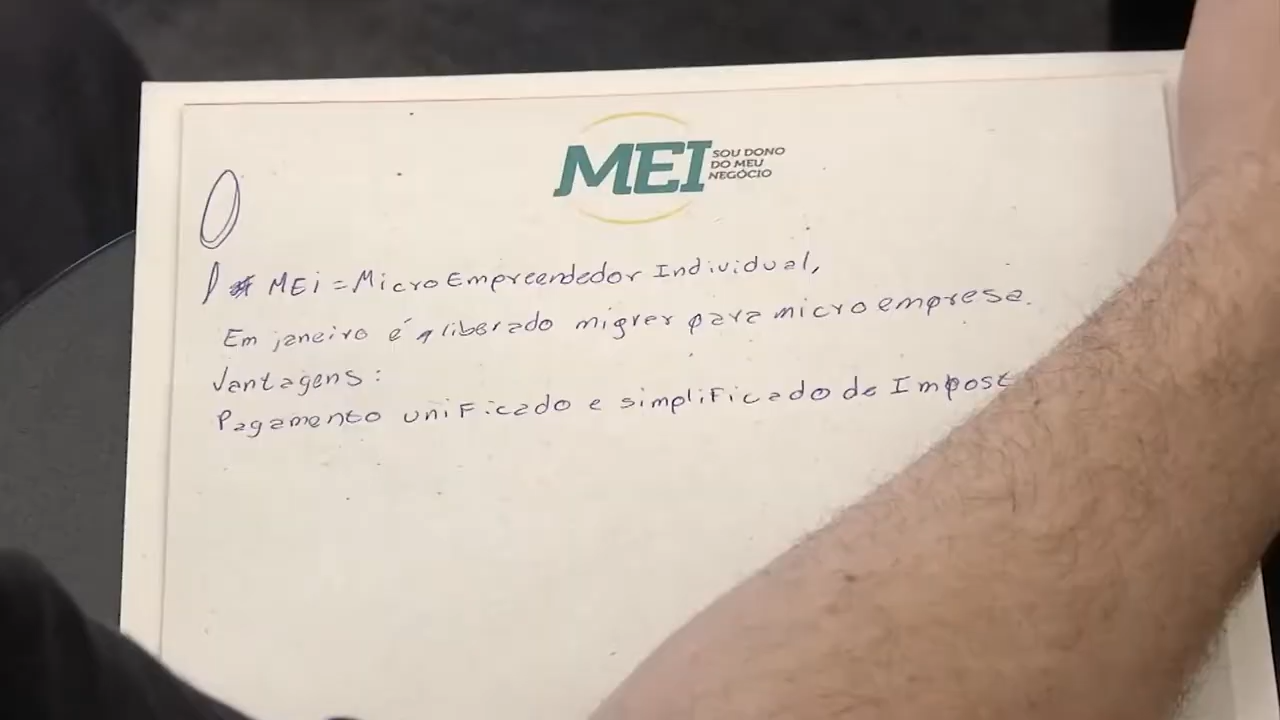 MEI SOU DONO
DO MEU
NEGÓCIO
MEi = Micro Empreendedor Individual,
Em janeiro é liberado migrar para micro empresa.
Vantagens:
Pagamento unificado e simplificado de Impost